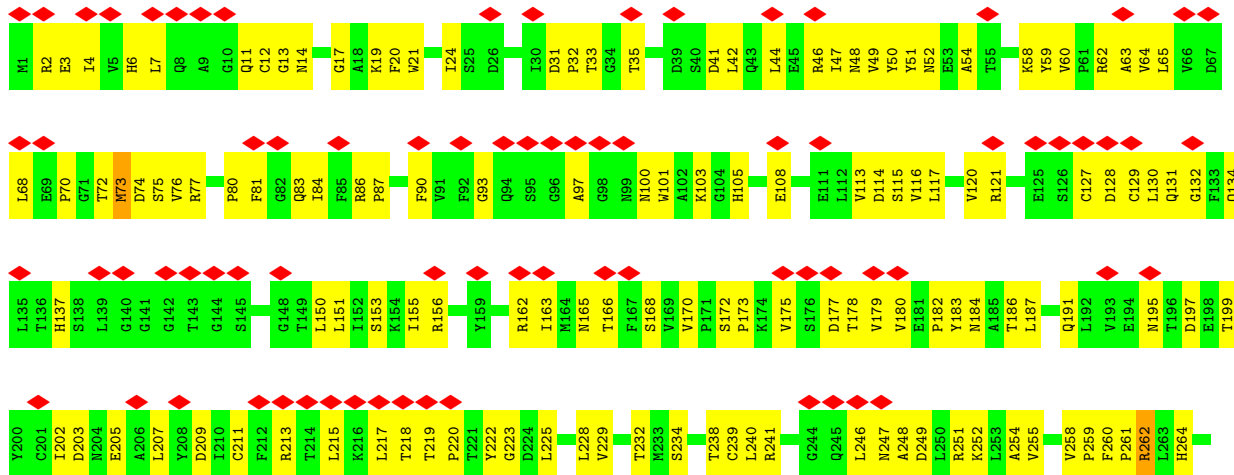 M1 R2 E3 I4 V5 H6 L7 Q8 A9 G10 Q11 C12 G13 N14 G17 A18 K19 F20 W21 I24 S25 D26 I30 D31 P32 T33 G34 T35 D39 S40 D41 L42 Q43 L44 E45 R46 I47 N48 V49 Y50 Y51 N52 E53 A54 T55 K58 Y59 V60 P61 R62 A63 V64 L65 V66 D67
L68 E69 P70 G71 T72 M73 D74 S75 V76 R77 P80 F81 G82 Q83 I84 F85 R86 P87 F90 V91 F92 G93 Q94 S95 G96 A97 G98 N99 N100 W101 A102 K103 G104 H105 E108 E111 L112 V113 D114 S115 V116 L117 V120 R121 E125 S126 C127 D128 C129 L130 Q131 G132 F133 Q134
L135 T136 H137 S138 L139 G140 G141 G142 T143 G144 S145 G148 T149 L150 L151 I152 S153 K154 I155 R156 Y159 R162 I163 M164 N165 T166 F167 S168 V169 V170 P171 S172 P173 K174 V175 S176 D177 T178 V179 V180 E181 P182 Y183 N184 A185 T186 L187 Q191 L192 V193 E194 N195 T196 D197 E198 T199
Y200 C201 I202 D203 N204 E205 A206 L207 Y208 D209 I210 C211 F212 R213 T214 L215 K216 L217 T218 T219 P220 T221 Y222 G223 D224 L225 L228 V229 T232 M233 S234 T238 C239 L240 R241 G244 Q245 L246 N247 A248 D249 L250 R251 K252 L253 A254 V255 V258 P259 F260 P261 R262 L263 H264